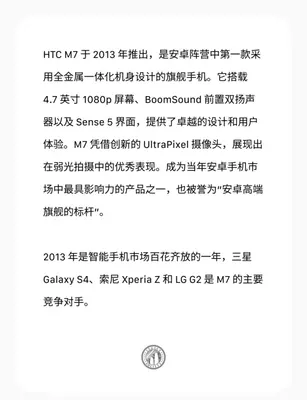 HTC M7 于 2013 年推出，是安卓阵营中第一款采
用全金属一体化机身设计的旗舰手机。它搭载
4.7 英寸 1080p 屏幕、BoomSound 前置双扬声
器以及 Sense 5 界面，提供了卓越的设计和用户
体验。M7 凭借创新的 UltraPixel 摄像头，展现出
在弱光拍摄中的优秀表现。成为当年安卓手机市
场中最具影响力的产品之一，也被誉为“安卓高端
旗舰的标杆”。
2013 年是智能手机市场百花齐放的一年，三星
Galaxy S4、索尼 Xperia Z 和 LG G2 是 M7 的主要
竞争对手。